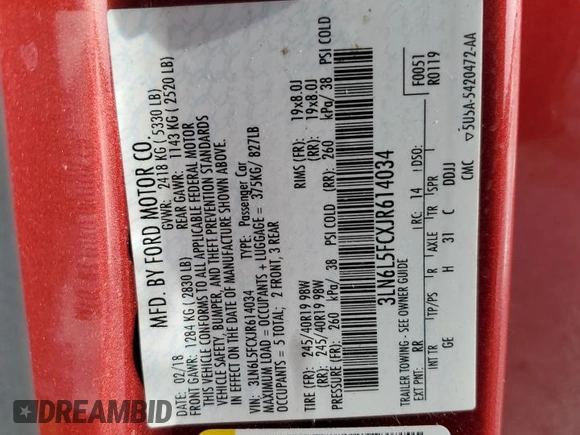 MFD. BY FORD MOTOR CO.
DATE: 02/18 GVWR: 2418 KG ( 5330 LB)
FRONT GAWR: 1284 KG ( 2830 LB) REAR GAWR: 1143 KG ( 2520 LB)
THIS VEHICLE CONFORMS TO ALL APPLICABLE FEDERAL MOTOR
VEHICLE SAFETY, BUMPER, AND THEFT PREVENTION STANDARDS
IN EFFECT ON THE DATE OF MANUFACTURE SHOWN ABOVE.
VIN: 3LN6L5FCXJR614034 TYPE: Passenger Car
MAXIMUM LOAD = OCCUPANTS + LUGGAGE = 375KG/ 827LB
OCCUPANTS = 5 TOTAL; 2 FRONT, 3 REAR
TIRE (FR): 245/40R19 98W RIMS (FR): 19x8.0J
(RR): 245/40R19 98W (RR): 19x8.0J
PRESSURE (FR): 260 kPa/ 38 PSI COLD (RR): 260 kPa/ 38 PSI COLD
3LN6L5FCXJR614034
TRAILER TOWING - SEE OWNER GUIDE F0051
EXT PNT: RR RC: 14 DSO: R0119
INT TR TP/PS R AXLE TR SPR
GE H 31 C DDJJ
CMC 5U5A-5420472-AA
DREAMBID